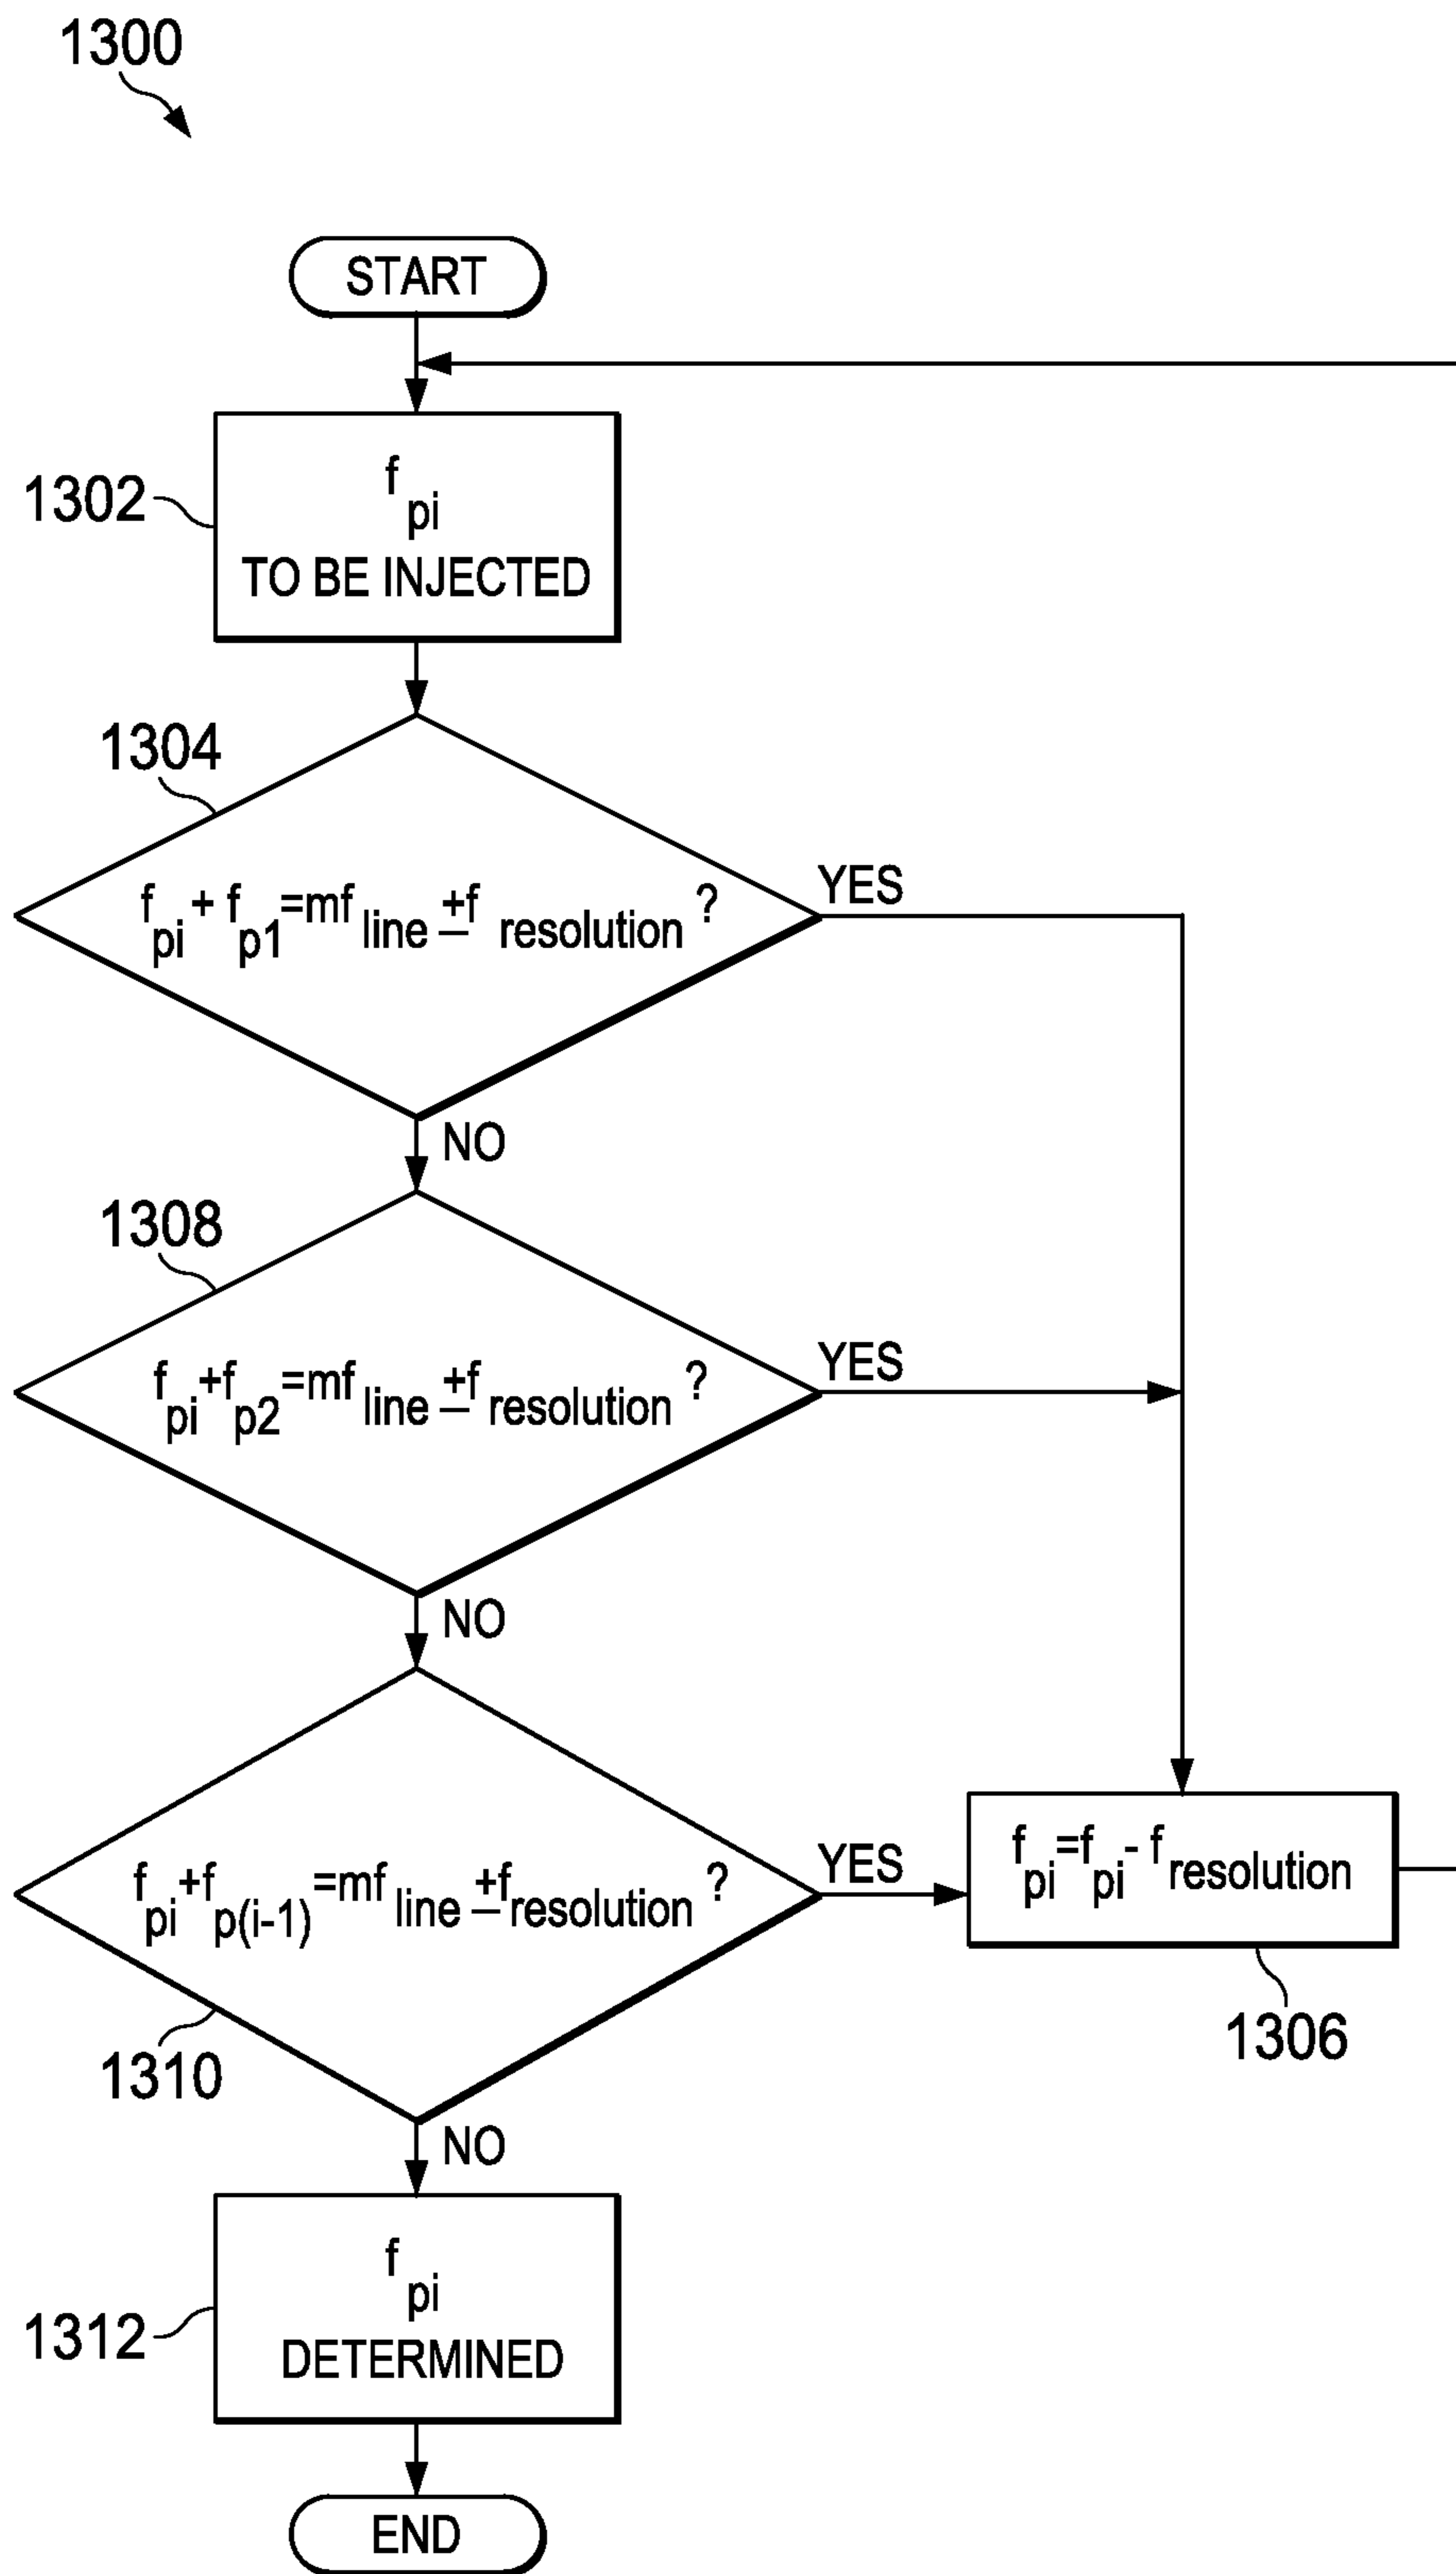 1300
START
1302
f pi
TO BE INJECTED
1304
f pi + f p1 =mf line ±f resolution ?
YES
NO
1308
f pi +f p2 =mf line ±f resolution ?
YES
NO
f pi +f p(i-1) =mf line ±f resolution ?
YES
f pi =f pi - f resolution
1306
1310
NO
f pi
1312
DETERMINED
END